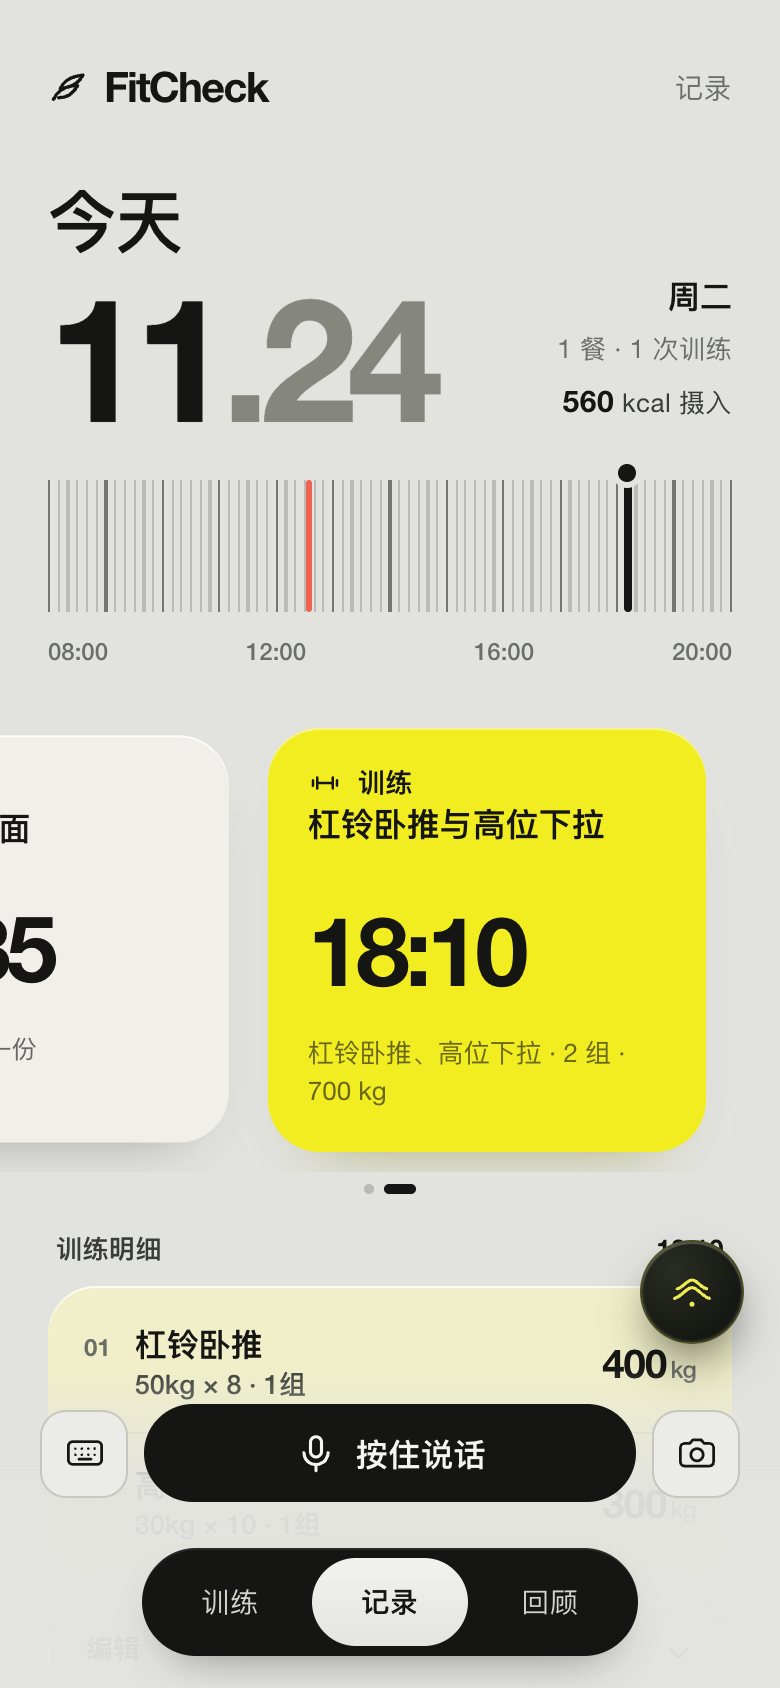 FitCheck
记录
今天
11.24
周二
1 餐 · 1 次训练
560 kcal 摄入
08:00
12:00
16:00
20:00
面
35
一份
训练
杠铃卧推与高位下拉
18:10
杠铃卧推、高位下拉 · 2 组 ·
700 kg
训练明细
01
杠铃卧推
50kg × 8 · 1组
400 kg
按住说话
高
300 kg
30kg × 10 · 1组
训练
记录
回顾
编辑